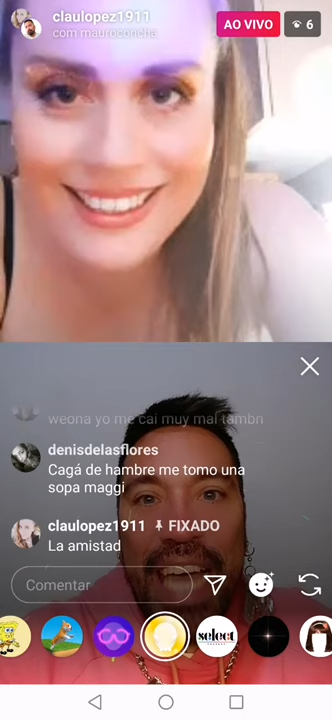 claulopez1911
com mauroconcha
AO VIVO
6
weona yo me cai muy mal tambn
denisdelasflores
Cagá de hambre me tomo una
sopa maggi
claulopez1911 FIXADO
La amistad
Comentar
select